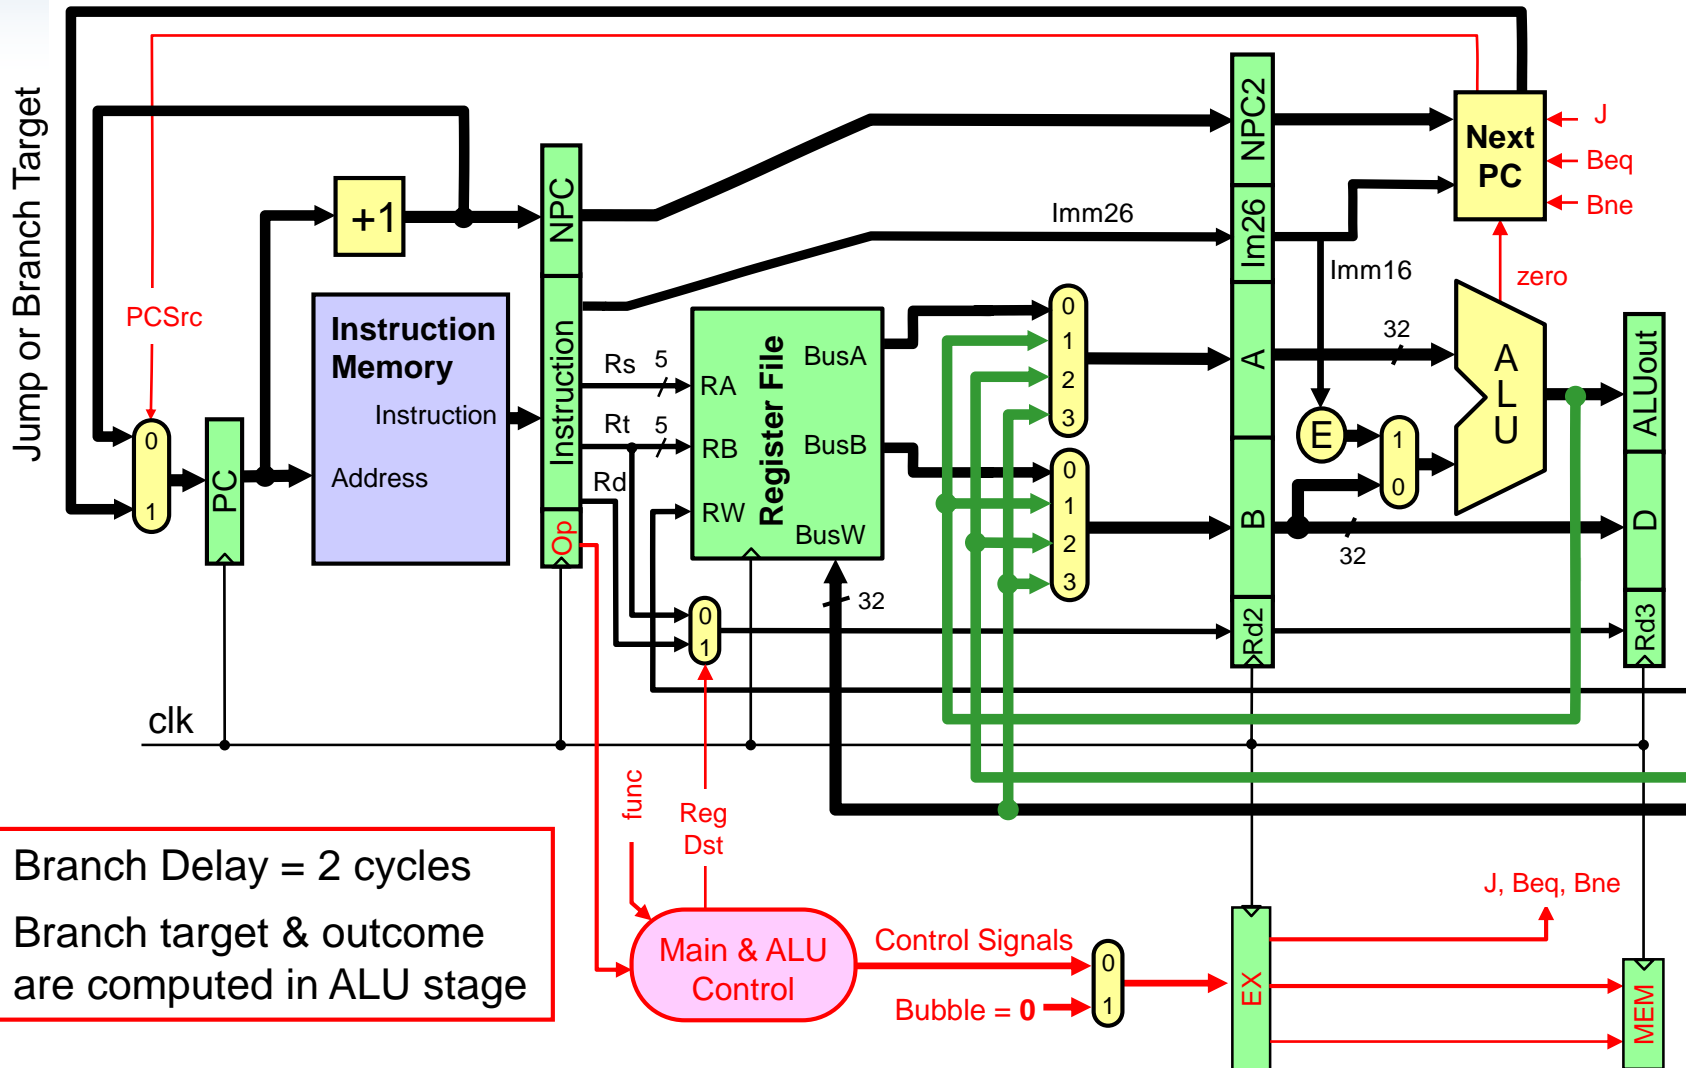 Jump or Branch Target
PCSrc
0
1
PC
+1
Instruction
Memory
Instruction
Address
NPC
Instruction
Op
Rs
5
Rt
5
Rd
RA
RB
RW
Register File
BusA
BusB
BusW
32
0
1
0
1
2
3
0
1
2
3
Imm26
NPC2
Im26
A
B
Rd2
Imm16
E
1
0
32
32
Next
PC
J
Beq
Bne
zero
A
L
U
ALUout
D
Rd3
clk
func
Reg
Dst
Main & ALU
Control
Control Signals
Bubble = 0
0
1
EX
J, Beq, Bne
MEM
Branch Delay = 2 cycles
Branch target & outcome
are computed in ALU stage